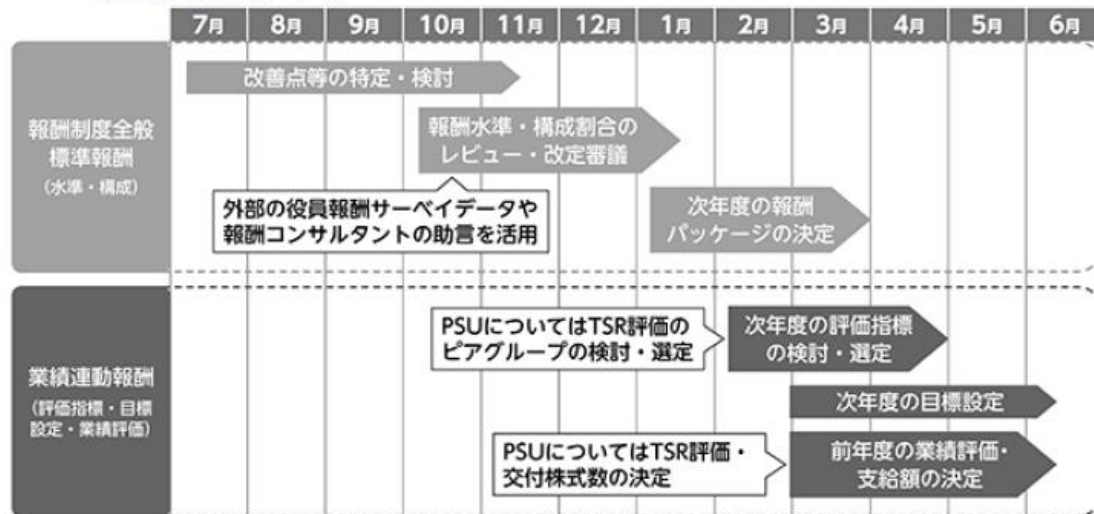 7月 8月 9月 10月 11月 12月 1月 2月 3月 4月 5月 6月
報酬制度全般
標準報酬
(水準・構成)
改善点等の特定・検討
報酬水準・構成割合の
レビュー・改定審議
外部の役員報酬サーベイデータや
報酬コンサルタントの助言を活用
次年度の報酬
パッケージの決定
業績連動報酬
(評価指標・目標
設定・業績評価)
PSUについてはTSR評価の
ピアグループの検討・選定
次年度の評価指標
の検討・選定
次年度の目標設定
PSUについてはTSR評価・
交付株式数の決定
前年度の業績評価・
支給額の決定